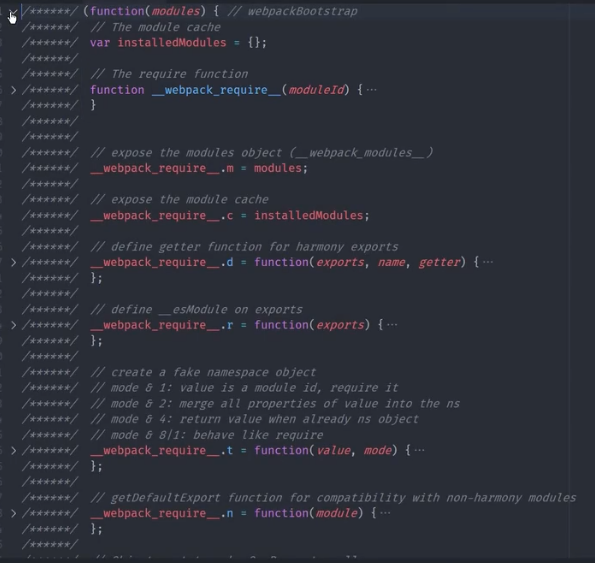 /******/ (function(modules) { // webpackBootstrap
/******/ // The module cache
/******/ var installedModules = {};
/******/
/******/ // The require function
/******/ function __webpack_require__(moduleId) { ···
/******/ }
/******/
/******/
/******/ // expose the modules object (__webpack_modules__)
/******/ __webpack_require__.m = modules;
/******/
/******/ // expose the module cache
/******/ __webpack_require__.c = installedModules;
/******/
/******/ // define getter function for harmony exports
/******/ __webpack_require__.d = function(exports, name, getter) { ···
/******/ };
/******/
/******/ // define __esModule on exports
/******/ __webpack_require__.r = function(exports) { ···
/******/ };
/******/
/******/ // create a fake namespace object
/******/ // mode & 1: value is a module id, require it
/******/ // mode & 2: merge all properties of value into the ns
/******/ // mode & 4: return value when already ns object
/******/ // mode & 8|1: behave like require
/******/ __webpack_require__.t = function(value, mode) { ···
/******/ };
/******/
/******/ // getDefaultExport function for compatibility with non-harmony modules
/******/ __webpack_require__.n = function(module) { ···
/******/ };
/******/